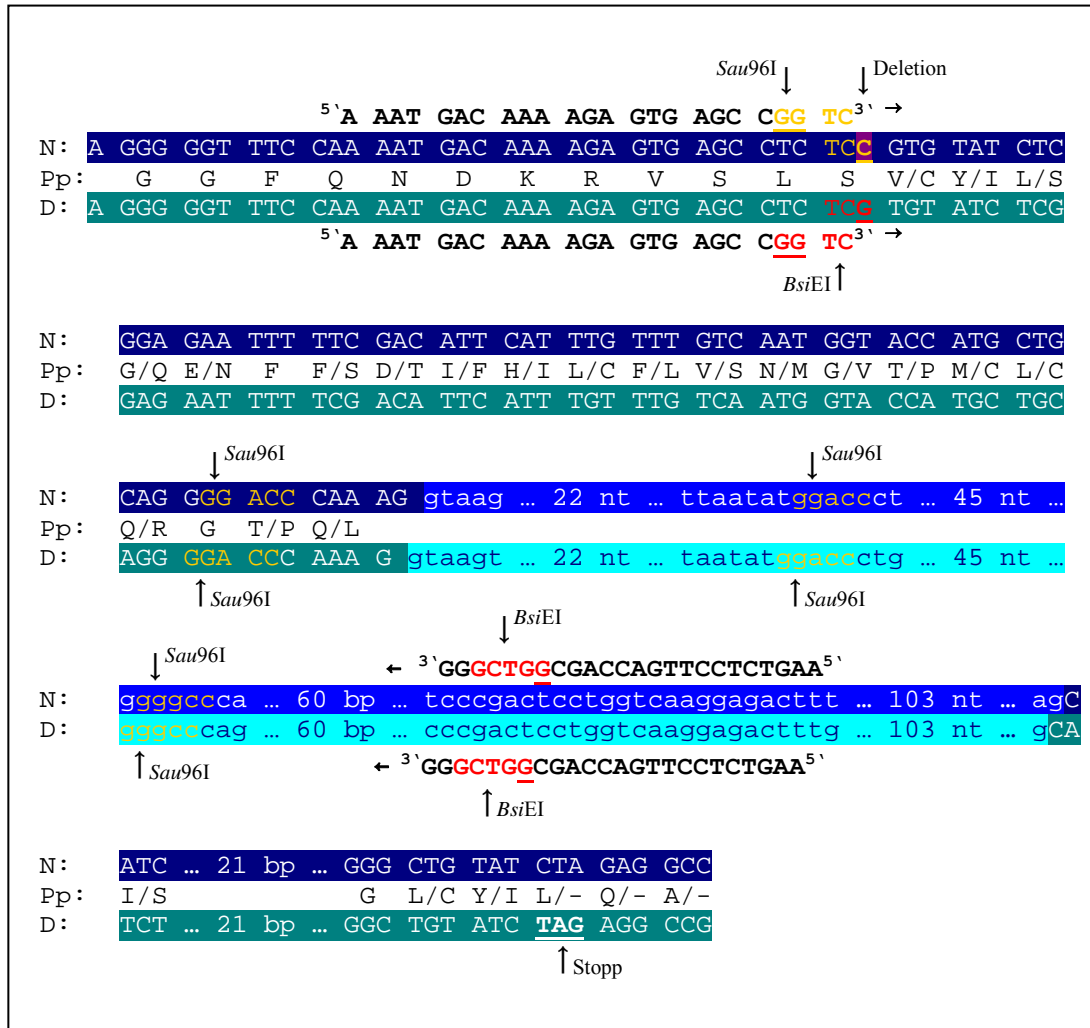 Sau96I ↓ ↓ Deletion
5‵A AAT GAC AAA AGA GTG AGC CGG TC3‵ →
N: A GGG GGT TTC CAA AAT GAC AAA AGA GTG AGC CTC TCC GTG TAT CTC
Pp: G G F Q N D K R V S L S V/C Y/I L/S
D: A GGG GGT TTC CAA AAT GAC AAA AGA GTG AGC CTC TCG TGT ATC TCG
5‵A AAT GAC AAA AGA GTG AGC CGG TC3‵ →
BsiEI↑
N: GGA GAA TTT TTC GAC ATT CAT TTG TTT GTC AAT GGT ACC ATG CTG
Pp: G/Q E/N F F/S D/T I/F H/I L/C F/L V/S N/M G/V T/P M/C L/C
D: GAG AAT TTT TCG ACA TTC ATT TGT TTG TCA ATG GTA CCA TGC TGC
↓Sau96I ↓Sau96I
N: CAG GGG ACC CAA AG gtaag … 22 nt … ttaatatggaccct … 45 nt …
Pp: Q/R G T/P Q/L
D: AGG GGA CCC AAA G gtaagt … 22 nt … taatatggaccctg … 45 nt …
↑Sau96I ↑Sau96I
↓BsiEI
↓Sau96I ← 3‵GGGCTGGCGACCAGTTCCTCTGAA5‵
N: gggggccca … 60 bp … tcccgactcctggtcaaggagacttt … 103 nt … agC
D: gggcccag … 60 bp … cccgactcctggtcaaggagactttg … 103 nt … gCA
↑Sau96I ← 3‵GGGCTGGCGACCAGTTCCTCTGAA5‵
↑BsiEI
N: ATC … 21 bp … GGG CTG TAT CTA GAG GCC
Pp: I/S G L/C Y/I L/- Q/- A/-
D: TCT … 21 bp … GGC TGT ATC TAG AGG CCG
↑Stopp